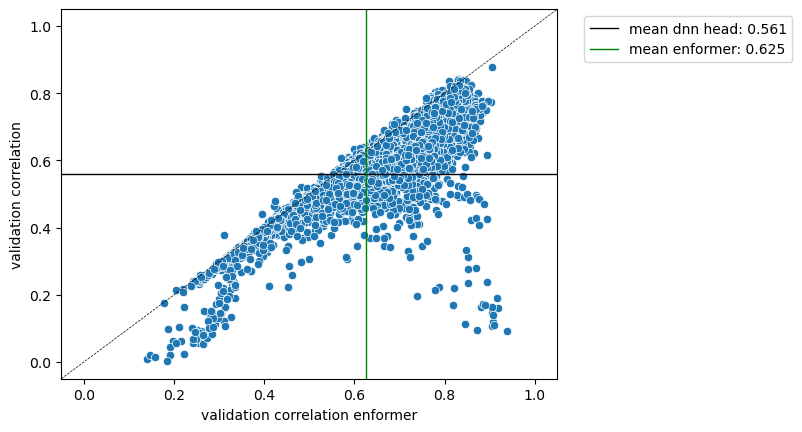 1.0
0.8
0.6
0.4
0.2
0.0
validation correlation
0.0 0.2 0.4 0.6 0.8 1.0
validation correlation enformer
mean dnn head: 0.561
mean enformer: 0.625